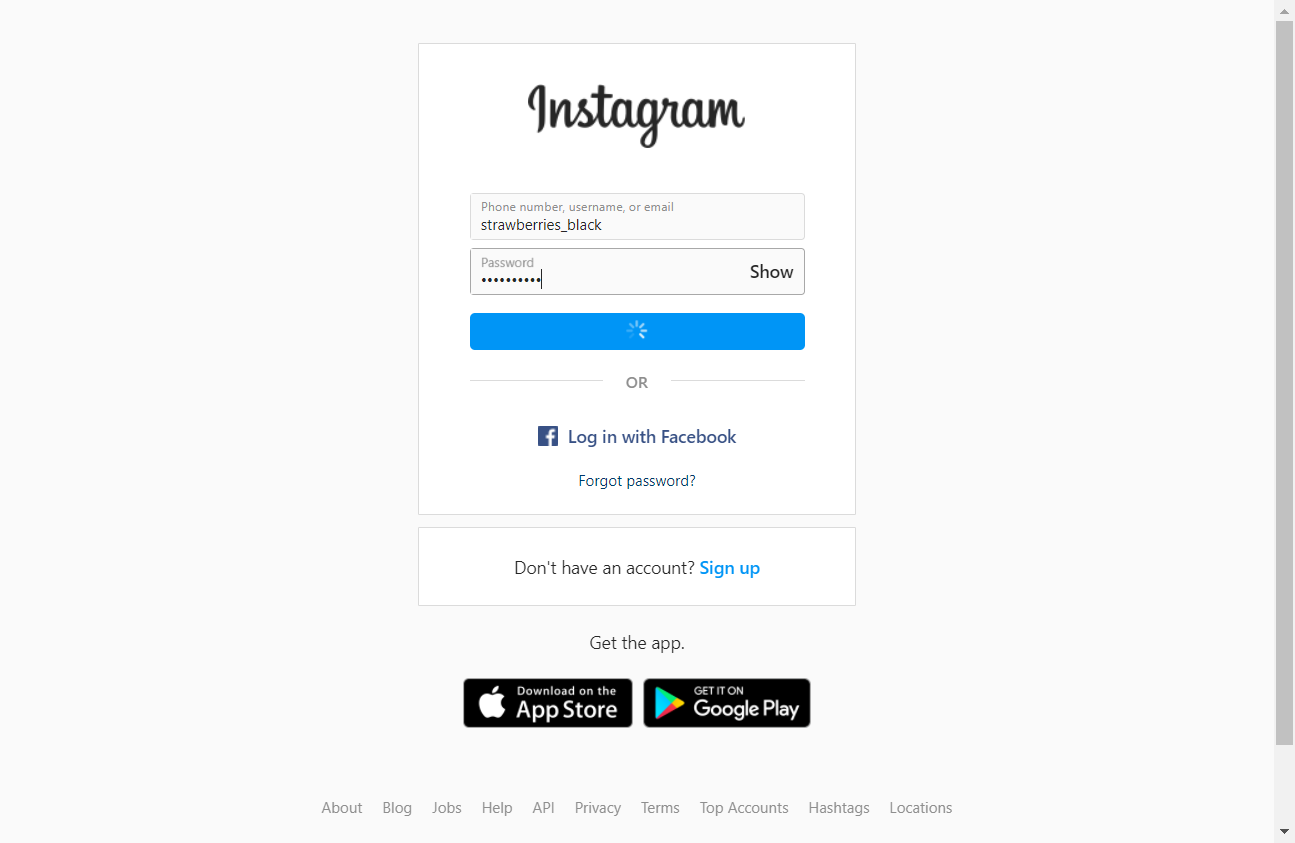 Instagram
Phone number, username, or email
strawberries_black
Password
••••••••••
Show
OR
Log in with Facebook
Forgot password?
Don't have an account? Sign up
Get the app.
Download on the
App Store
GET IT ON
Google Play
About Blog Jobs Help API Privacy Terms Top Accounts Hashtags Locations